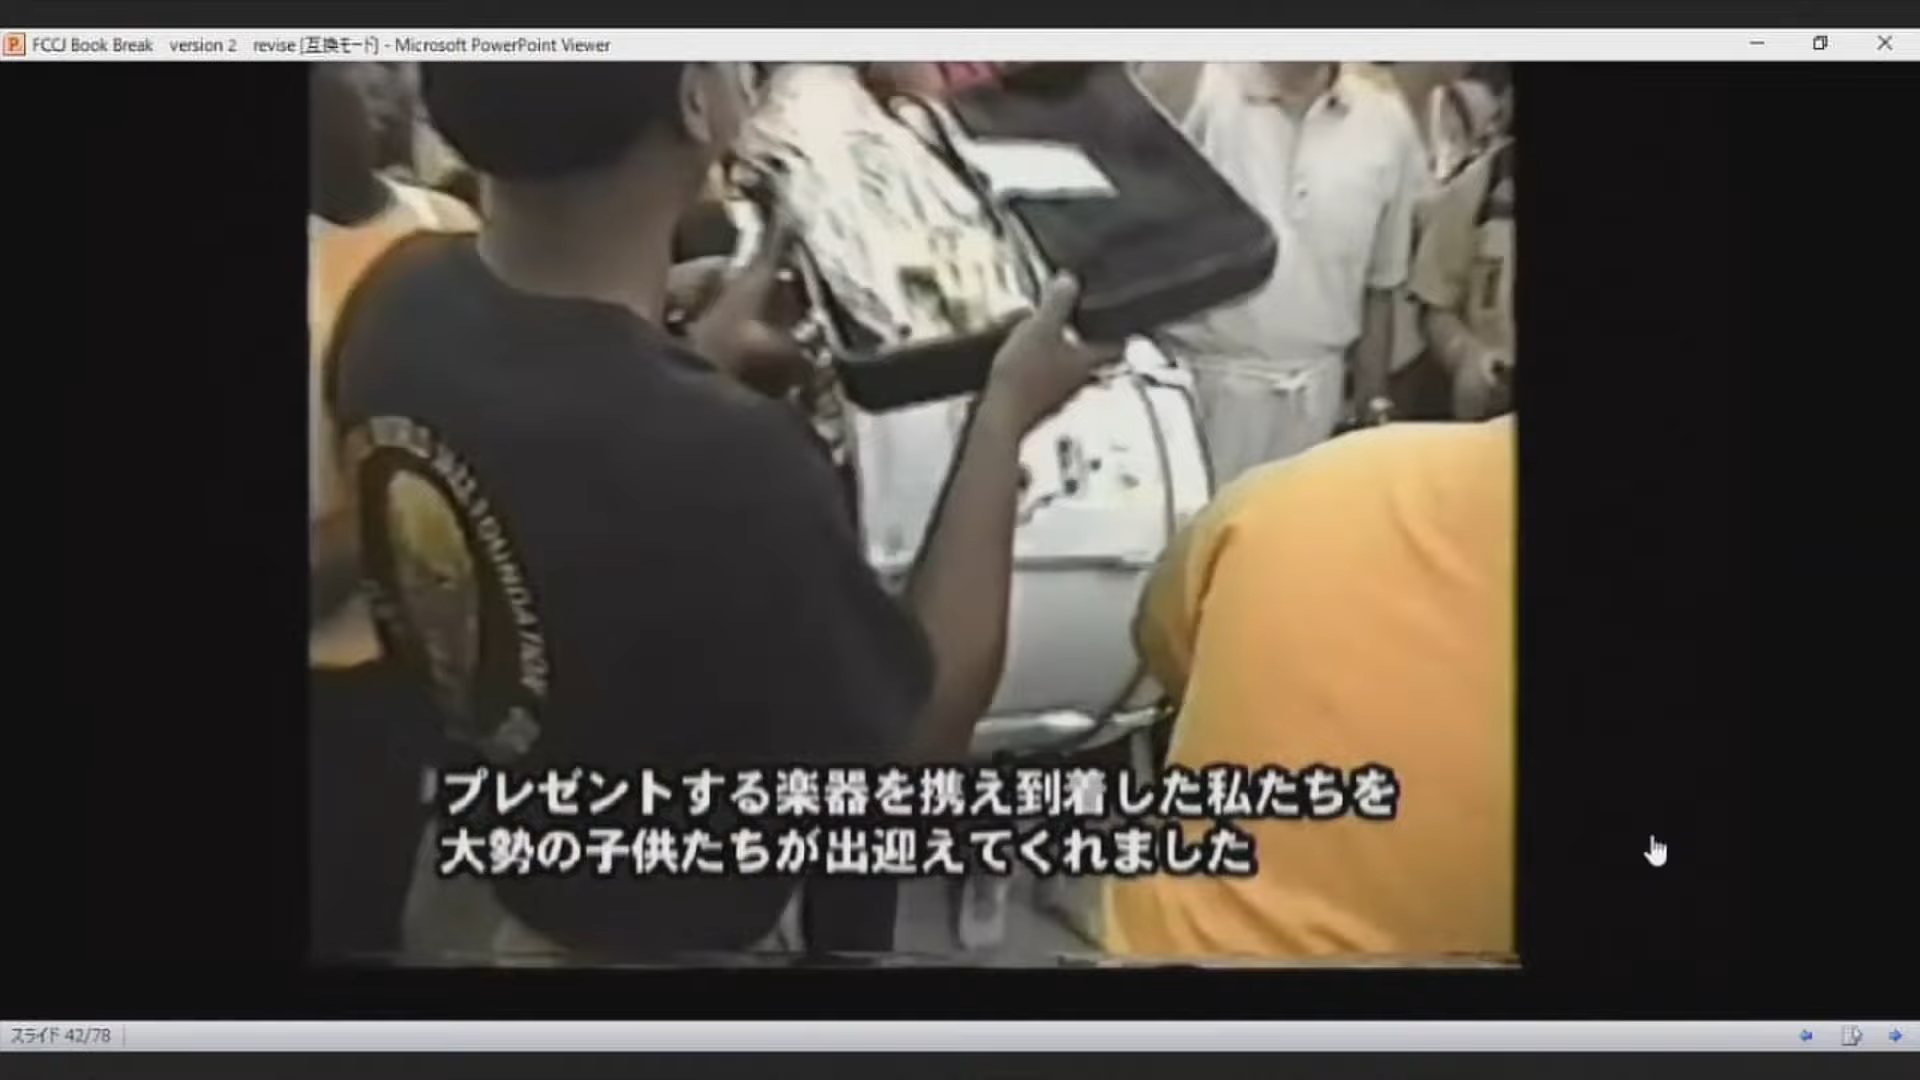 FCCJ Book Break version 2 revise [互換モード] - Microsoft PowerPoint Viewer
プレゼントする楽器を携え到着した私たちを
大勢の子供たちが出迎えてくれました
スライド 42/78